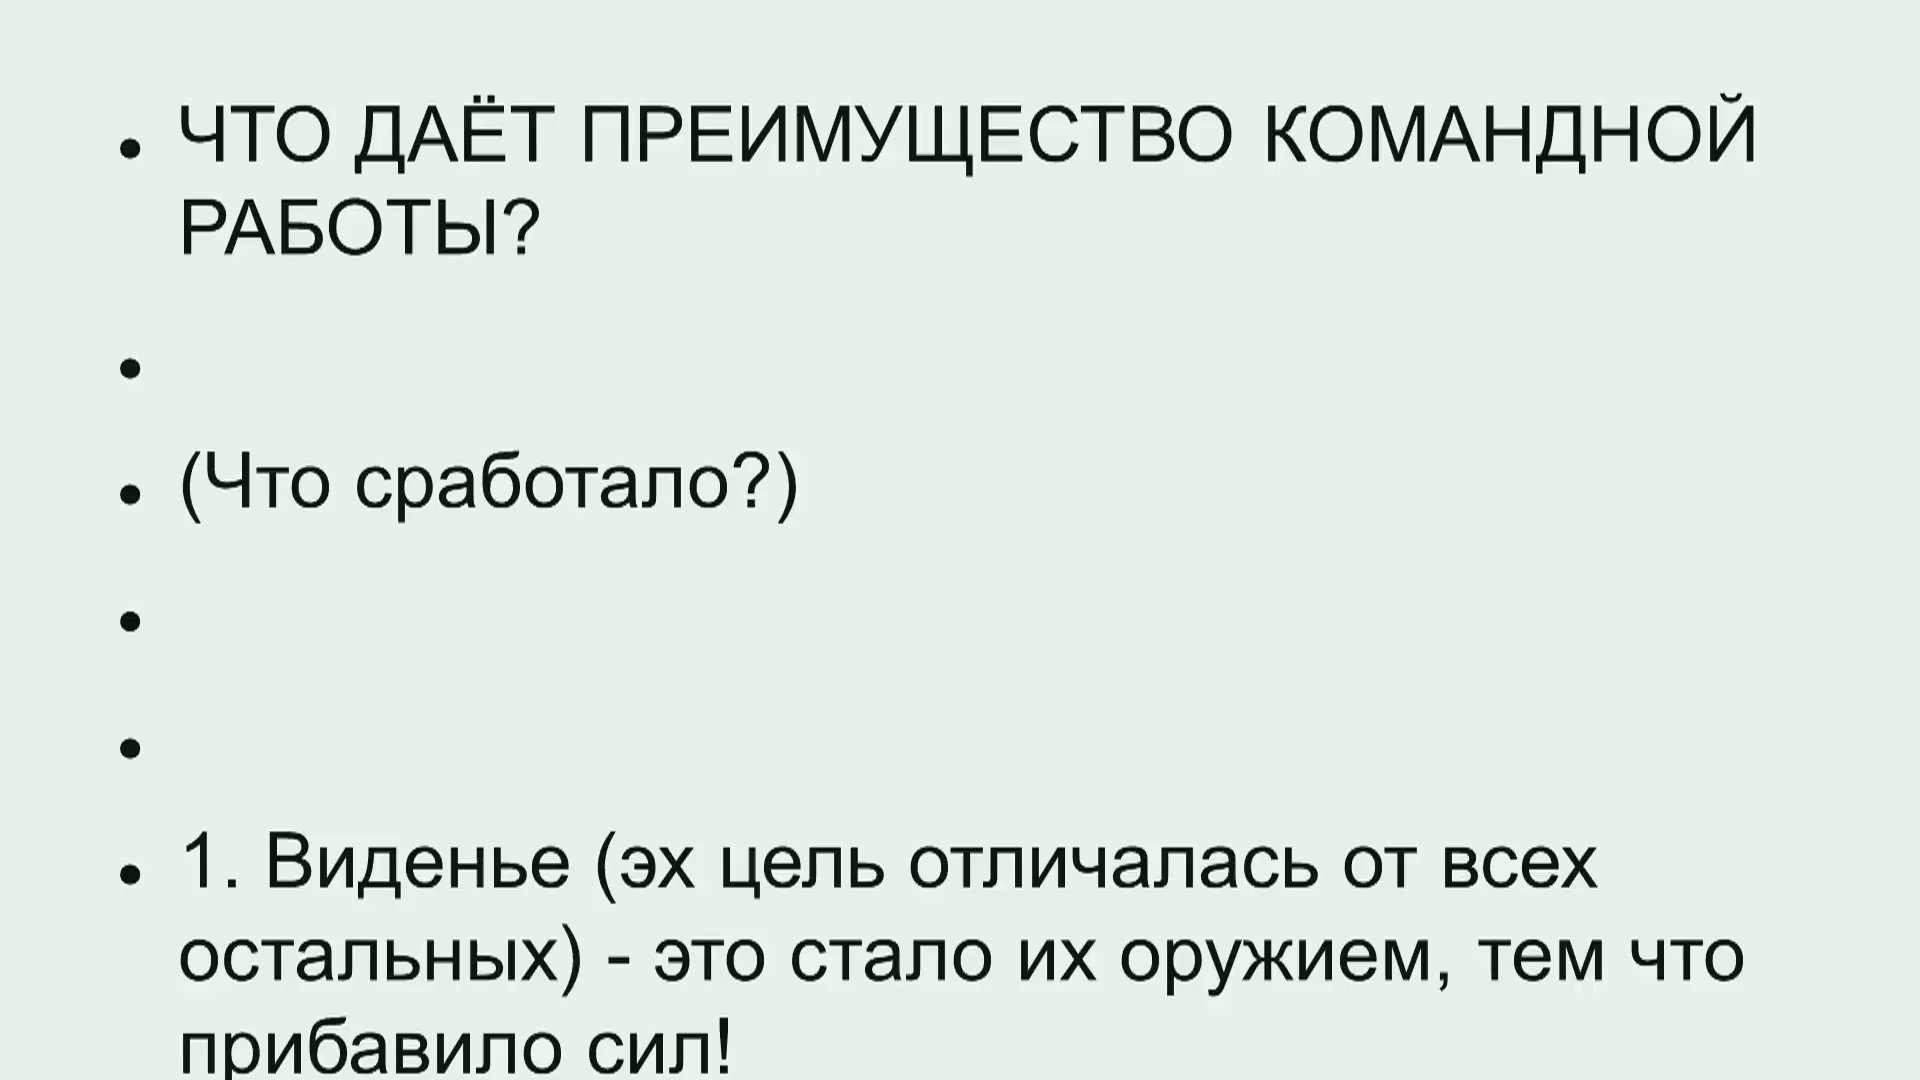 • ЧТО ДАЁТ ПРЕИМУЩЕСТВО КОМАНДНОЙ
РАБОТЫ?
•
• (Что сработало?)
•
•
• 1. Виденье (эх цель отличалась от всех
остальных) - это стало их оружием, тем что
прибавило сил!